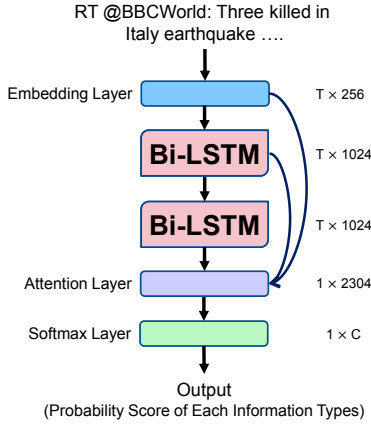 RT @BBCWorld: Three killed in
Italy earthquake ....
Embedding Layer
T × 256
Bi-LSTM
T × 1024
Bi-LSTM
T × 1024
Attention Layer
1 × 2304
Softmax Layer
1 × C
Output
(Probability Score of Each Information Types)